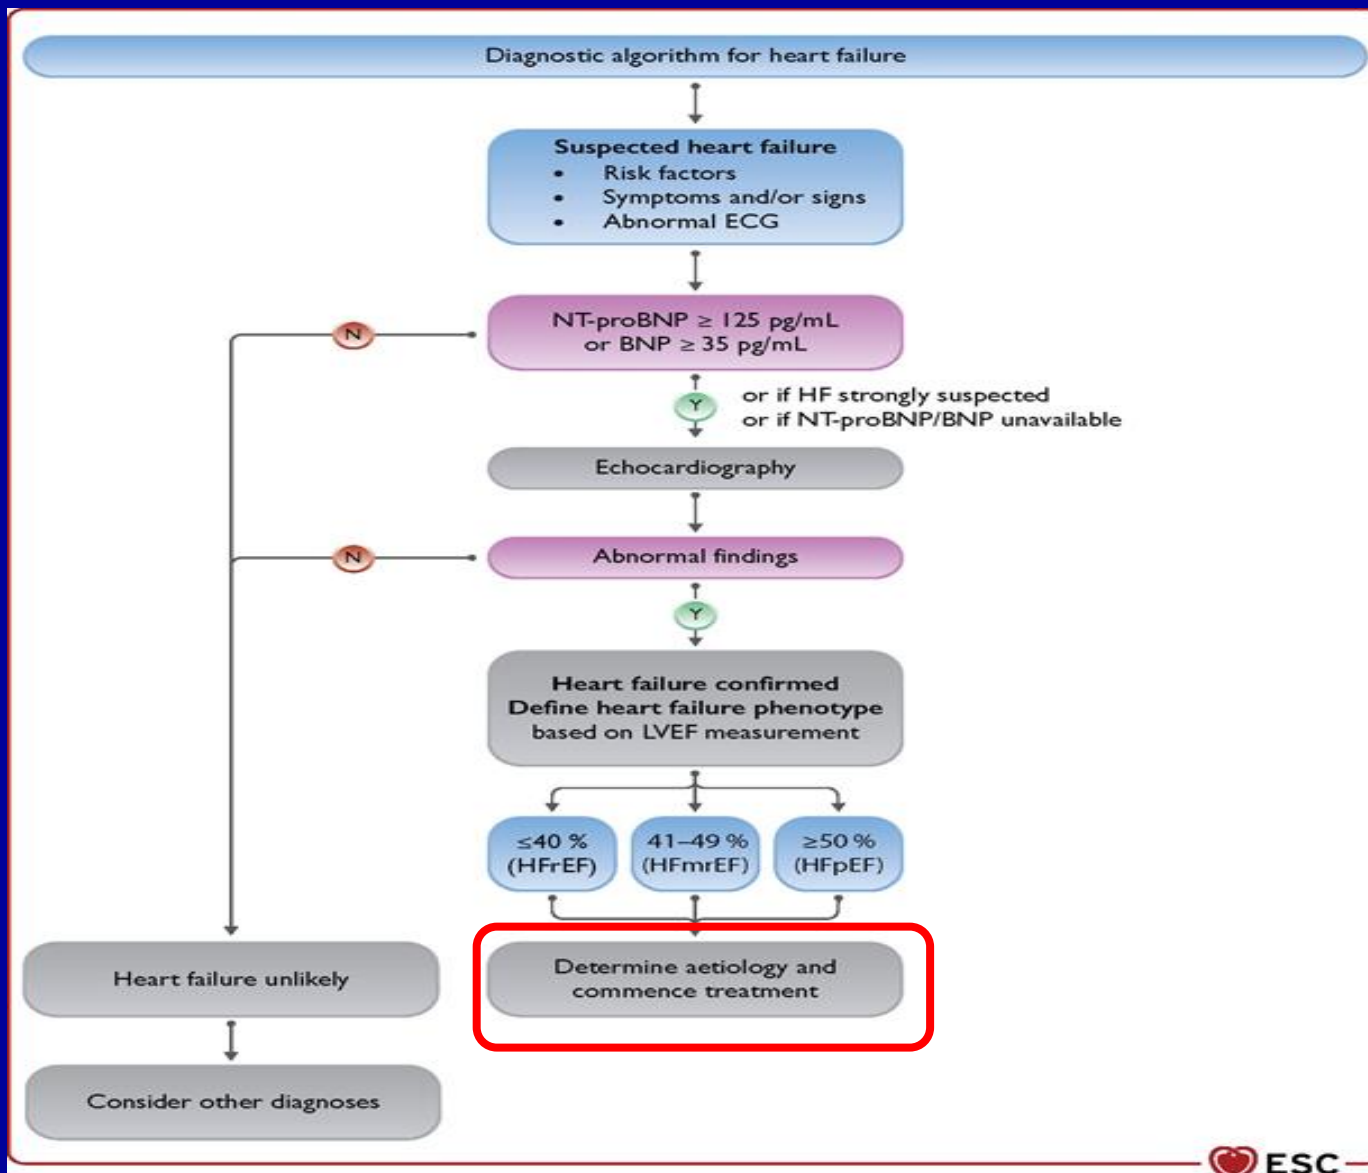 Diagnostic algorithm for heart failure
Suspected heart failure
• Risk factors
• Symptoms and/or signs
• Abnormal ECG
N
NT-proBNP ≥ 125 pg/mL
or BNP ≥ 35 pg/mL
Y
or if HF strongly suspected
or if NT-proBNP/BNP unavailable
Echocardiography
N
Abnormal findings
Y
Heart failure confirmed
Define heart failure phenotype
based on LVEF measurement
≤40 %
(HFrEF)
41–49 %
(HFmrEF)
≥50 %
(HFpEF)
Heart failure unlikely
Determine aetiology and
commence treatment
Consider other diagnoses
ESC